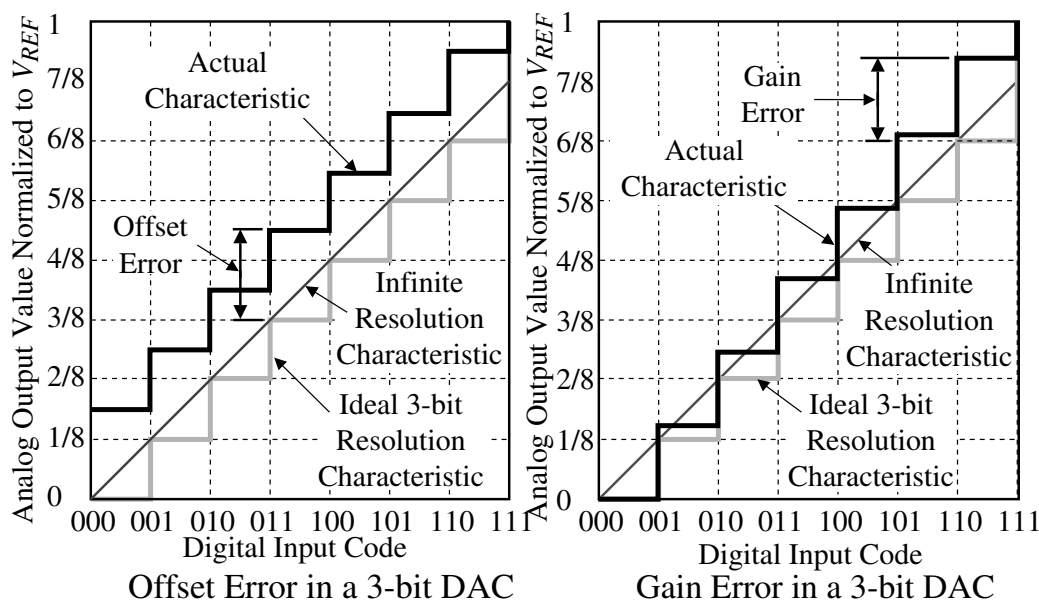 Analog Output Value Normalized to VREF
1
7/8
6/8
5/8
4/8
3/8
2/8
1/8
0
Actual
Characteristic
Offset
Error
Infinite
Resolution
Characteristic
Ideal 3-bit
Resolution
Characteristic
000 001 010 011 100 101 110 111
Digital Input Code
Offset Error in a 3-bit DAC
Analog Output Value Normalized to VREF
1
7/8
6/8
5/8
4/8
3/8
2/8
1/8
0
Gain
Error
Actual
Characteristic
Infinite
Resolution
Characteristic
Ideal 3-bit
Resolution
Characteristic
000 001 010 011 100 101 110 111
Digital Input Code
Gain Error in a 3-bit DAC